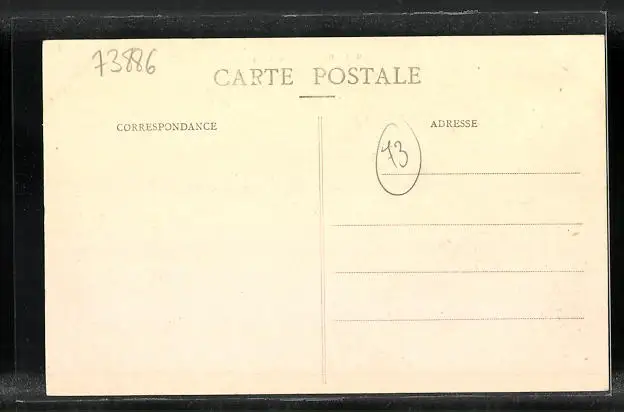 73886
CARTE POSTALE
CORRESPONDANCE
ADRESSE
73